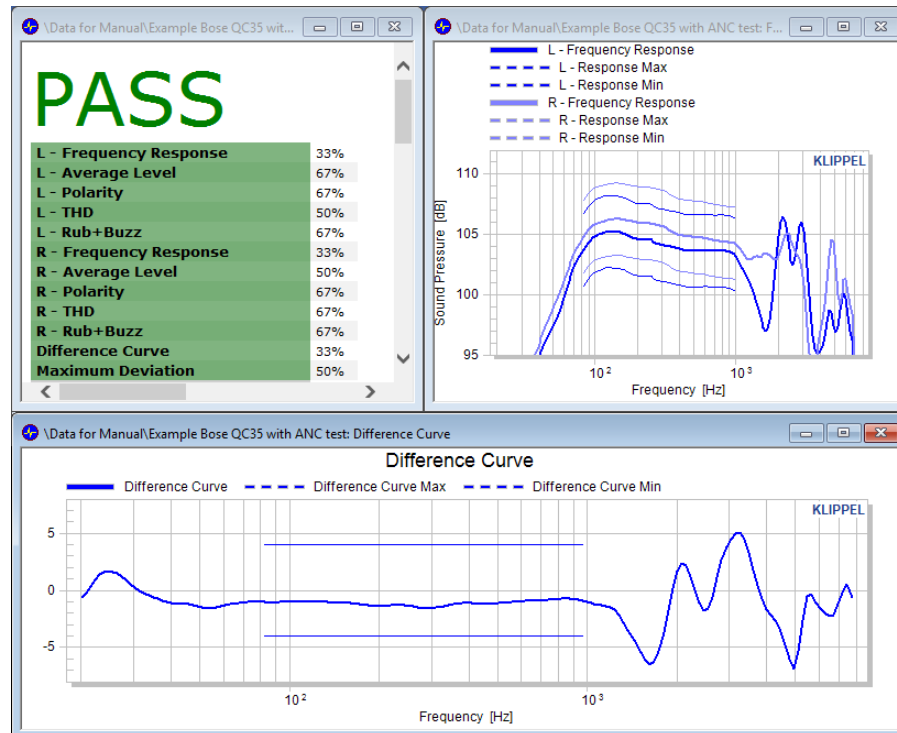 \Data for Manual\Example Bose QC35 wit...
PASS
L - Frequency Response 33%
L - Average Level 67%
L - Polarity 67%
L - THD 50%
L - Rub+Buzz 67%
R - Frequency Response 33%
R - Average Level 50%
R - Polarity 67%
R - THD 67%
R - Rub+Buzz 67%
Difference Curve 33%
Maximum Deviation 50%
\Data for Manual\Example Bose QC35 with ANC test: F...
L - Frequency Response
L - Response Max
L - Response Min
R - Frequency Response
R - Response Max
R - Response Min
KLIPPEL
110
105
100
95
Sound Pressure [dB]
10² 10³
Frequency [Hz]
\Data for Manual\Example Bose QC35 with ANC test: Difference Curve
Difference Curve
Difference Curve Difference Curve Max Difference Curve Min
KLIPPEL
5
0
-5
10² 10³
Frequency [Hz]